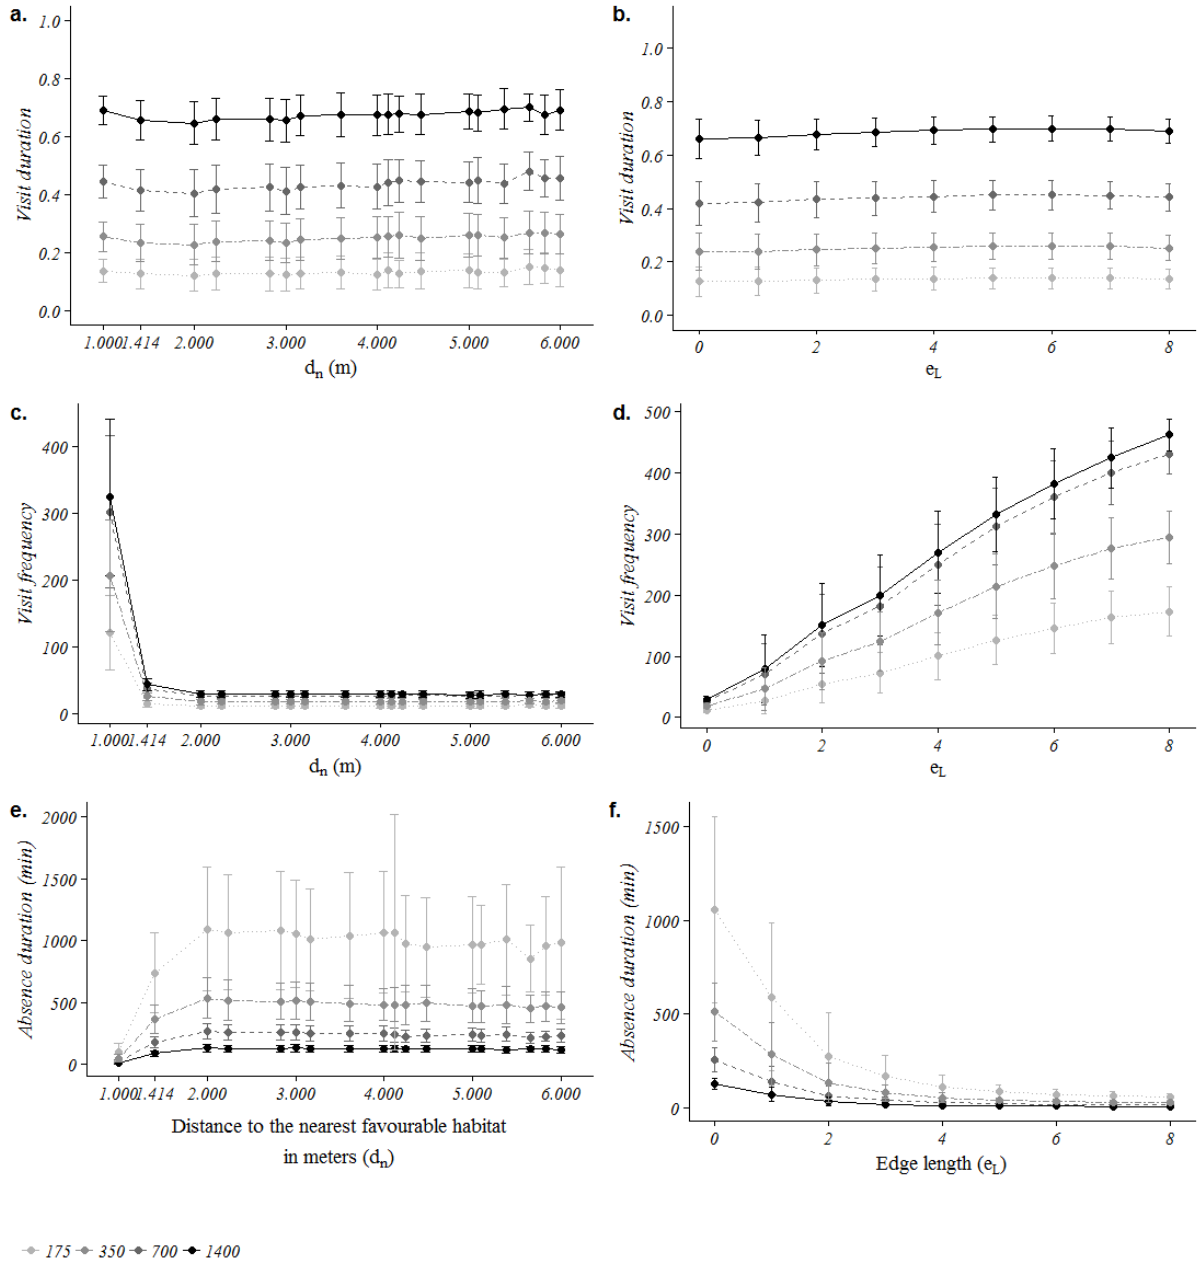 a.
1.0
0.8
0.6
0.4
0.2
0.0
Visit duration
1.000 1.414 2.000 3.000 4.000 5.000 6.000
dn (m)
b.
1.0
0.8
0.6
0.4
0.2
0.0
Visit duration
0 2 4 6 8
eL
c.
400
300
200
100
0
Visit frequency
1.000 1.414 2.000 3.000 4.000 5.000 6.000
dn (m)
d.
500
400
300
200
100
0
Visit frequency
0 2 4 6 8
eL
e.
2000
1500
1000
500
0
Absence duration (min)
1.000 1.414 2.000 3.000 4.000 5.000 6.000
Distance to the nearest favourable habitat
in meters (dn)
f.
1500
1000
500
0
Absence duration (min)
0 2 4 6 8
Edge length (eL)
175 350 700 1400